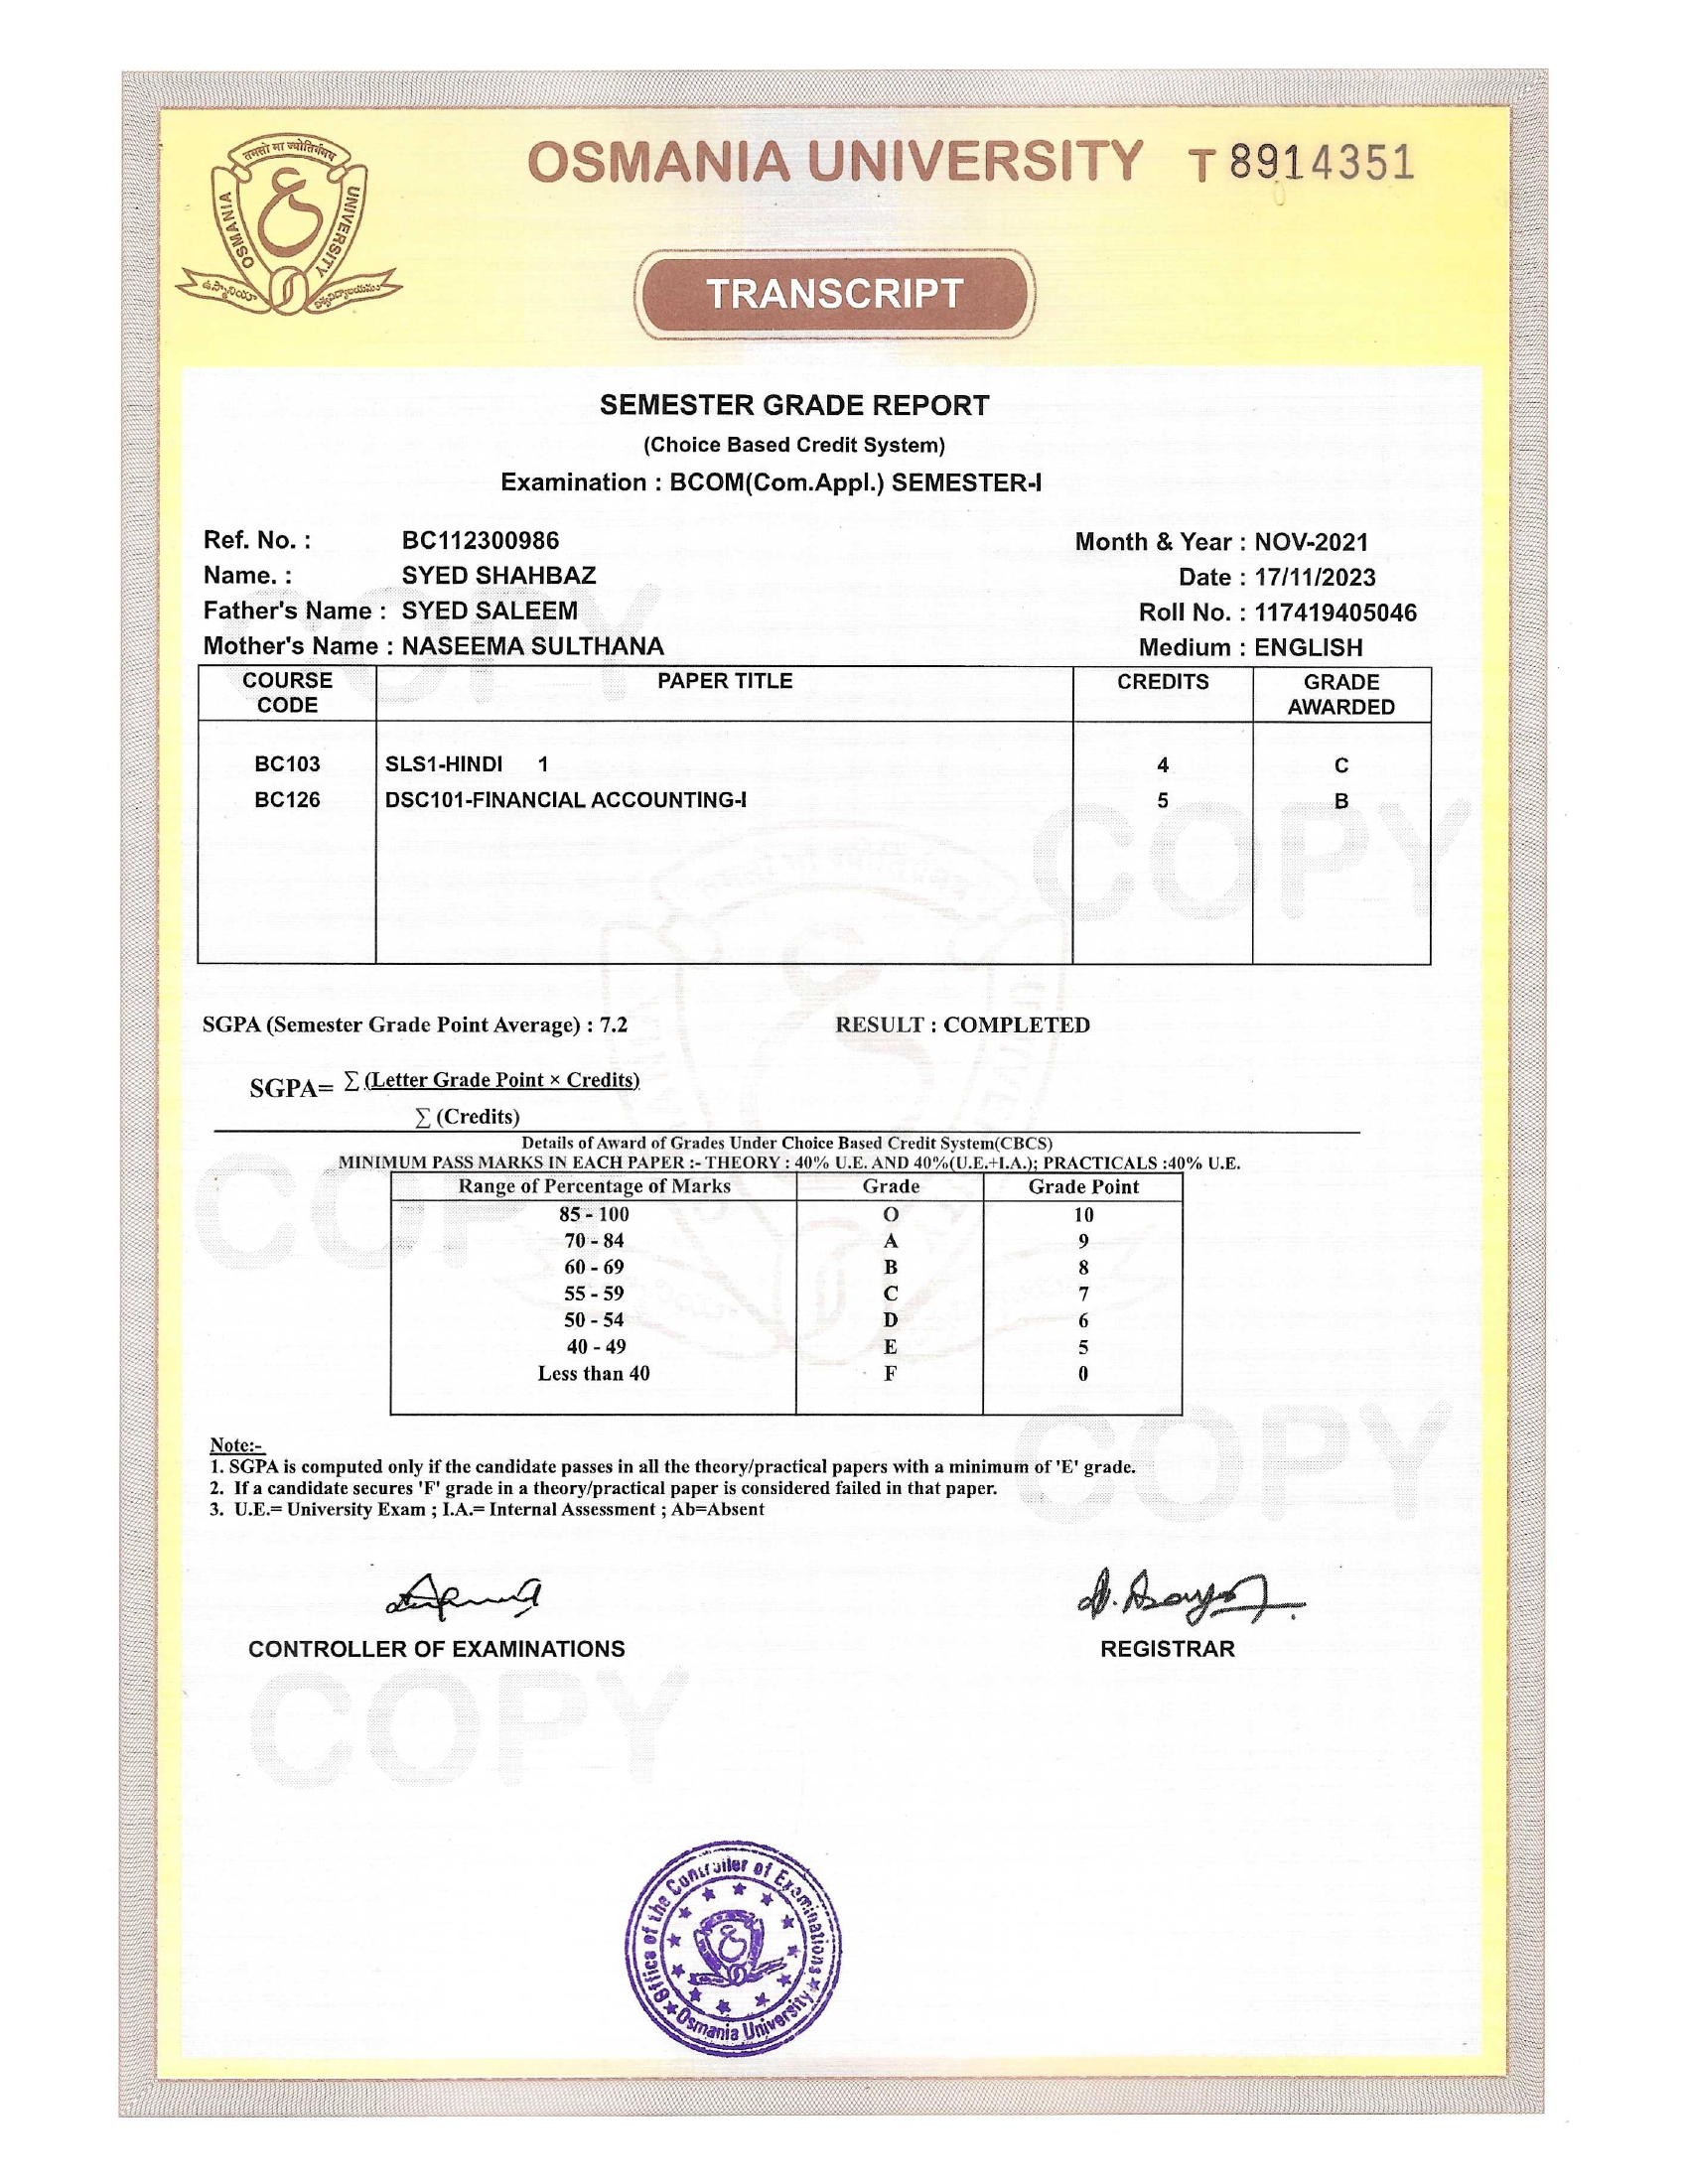 तमसो मा ज्योतिर्गमय
OSMANIA UNIVERSITY
ع
OSMANIA UNIVERSITY T 8914351
TRANSCRIPT
SEMESTER GRADE REPORT
(Choice Based Credit System)
Examination : BCOM(Com.Appl.) SEMESTER-I
Ref. No. : BC112300986 Month & Year : NOV-2021
Name. : SYED SHAHBAZ Date : 17/11/2023
Father's Name : SYED SALEEM Roll No. : 117419405046
Mother's Name : NASEEMA SULTHANA Medium : ENGLISH
COURSE CODE PAPER TITLE CREDITS GRADE AWARDED
BC103 SLS1-HINDI 1 4 C
BC126 DSC101-FINANCIAL ACCOUNTING-I 5 B
SGPA (Semester Grade Point Average) : 7.2 RESULT : COMPLETED
SGPA= ∑ (Letter Grade Point × Credits)
∑ (Credits)
Details of Award of Grades Under Choice Based Credit System(CBCS)
MINIMUM PASS MARKS IN EACH PAPER :- THEORY : 40% U.E. AND 40%(U.E.+I.A.); PRACTICALS :40% U.E.
Range of Percentage of Marks Grade Grade Point
85 - 100 O 10
70 - 84 A 9
60 - 69 B 8
55 - 59 C 7
50 - 54 D 6
40 - 49 E 5
Less than 40 F 0
Note:-
1. SGPA is computed only if the candidate passes in all the theory/practical papers with a minimum of 'E' grade.
2. If a candidate secures 'F' grade in a theory/practical paper is considered failed in that paper.
3. U.E.= University Exam ; I.A.= Internal Assessment ; Ab=Absent
CONTROLLER OF EXAMINATIONS REGISTRAR
COPY
COPY
COPY
COPY
COPY
Office of the Controller of Examinations
Osmania University